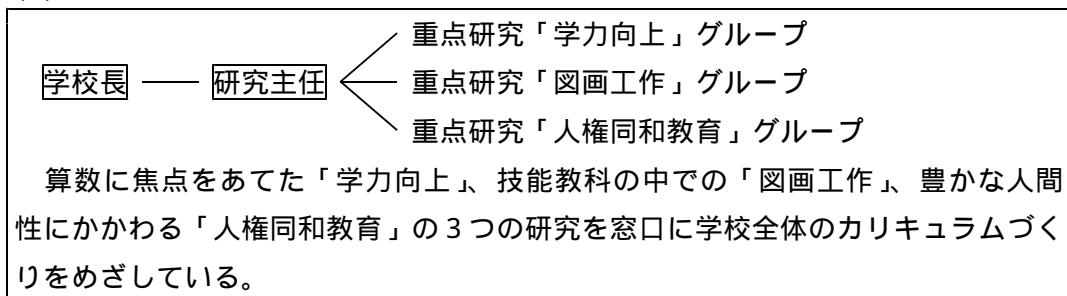 重点研究「学力向上」グループ
学校長 研究主任 重点研究「図画工作」グループ
重点研究「人権同和教育」グループ
算数に焦点をあてた「学力向上」、技能教科の中での「図画工作」、豊かな人間
性にかかわる「人権同和教育」の3つの研究を窓口に学校全体のカリキュラムづく
りをめざしている。